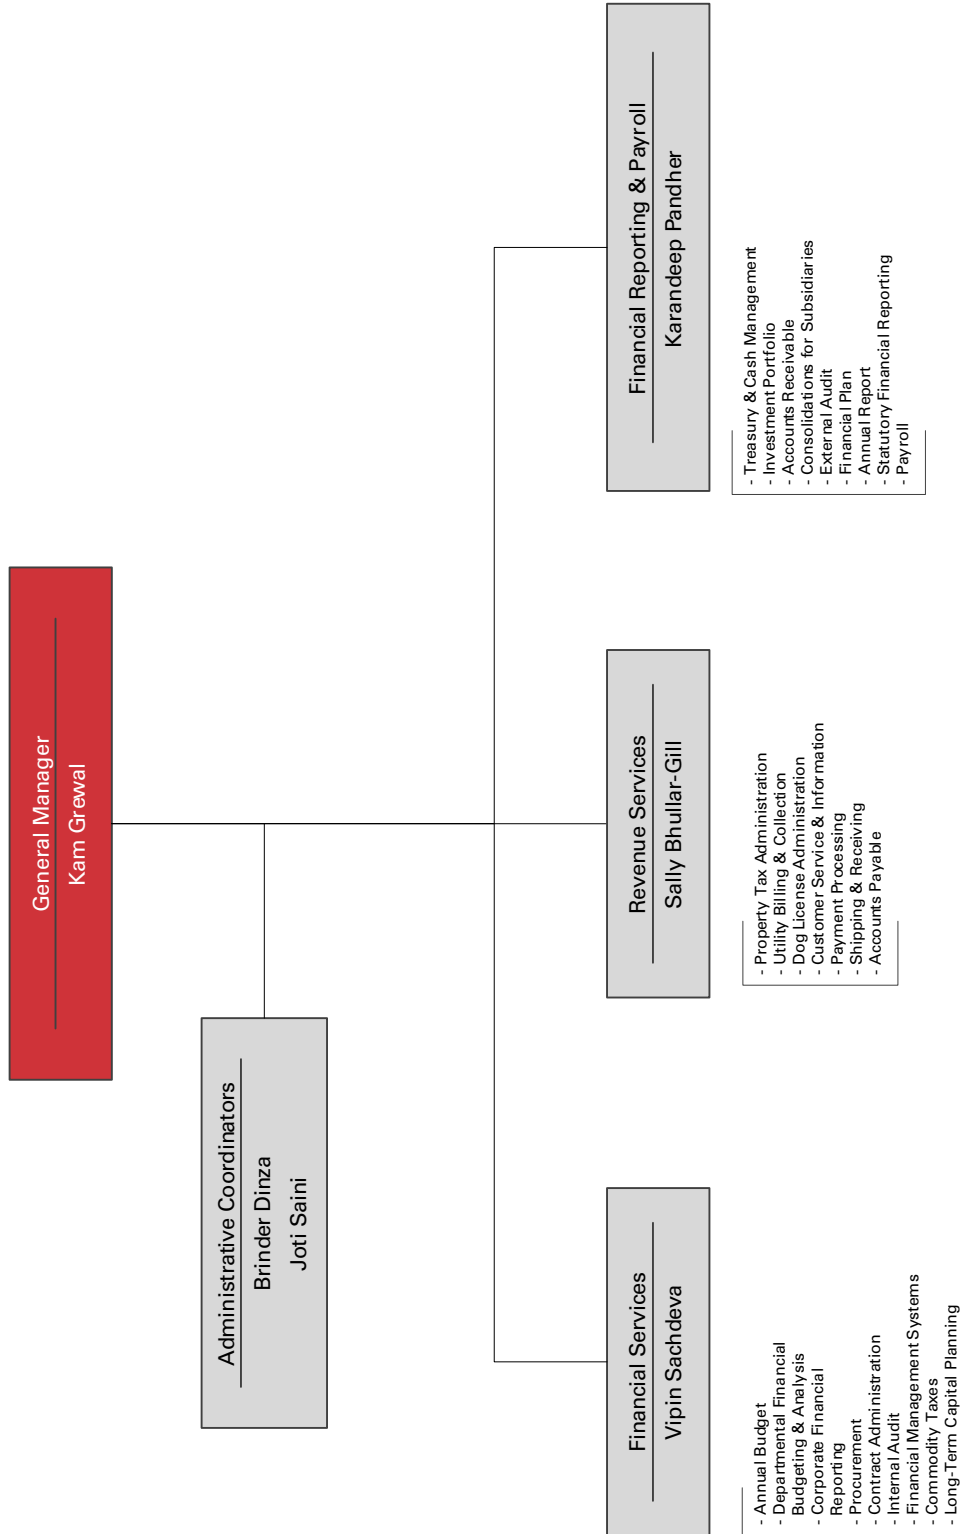 General Manager
Kam Grewal
Administrative Coordinators
Brinder Dinza
Joti Saini
Financial Services
Vipin Sachdeva
- Annual Budget
- Departmental Financial
Budgeting & Analysis
- Corporate Financial
Reporting
- Procurement
- Contract Administration
- Internal Audit
- Financial Management Systems
- Commodity Taxes
- Long-Term Capital Planning
Revenue Services
Sally Bhullar-Gill
- Property Tax Administration
- Utility Billing & Collection
- Dog License Administration
- Customer Service & Information
- Payment Processing
- Shipping & Receiving
- Accounts Payable
Financial Reporting & Payroll
Karandeep Pandher
- Treasury & Cash Management
- Investment Portfolio
- Accounts Receivable
- Consolidations for Subsidiaries
- External Audit
- Financial Plan
- Annual Report
- Statutory Financial Reporting
- Payroll